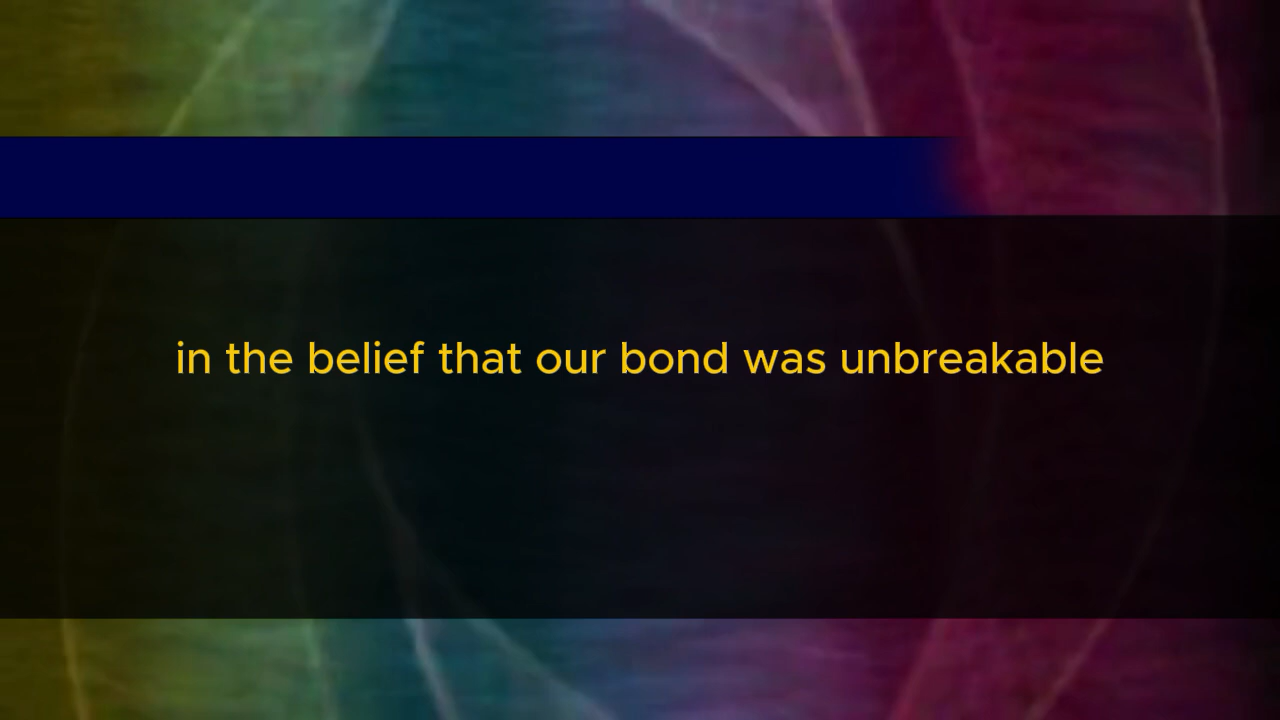 in the belief that our bond was unbreakable